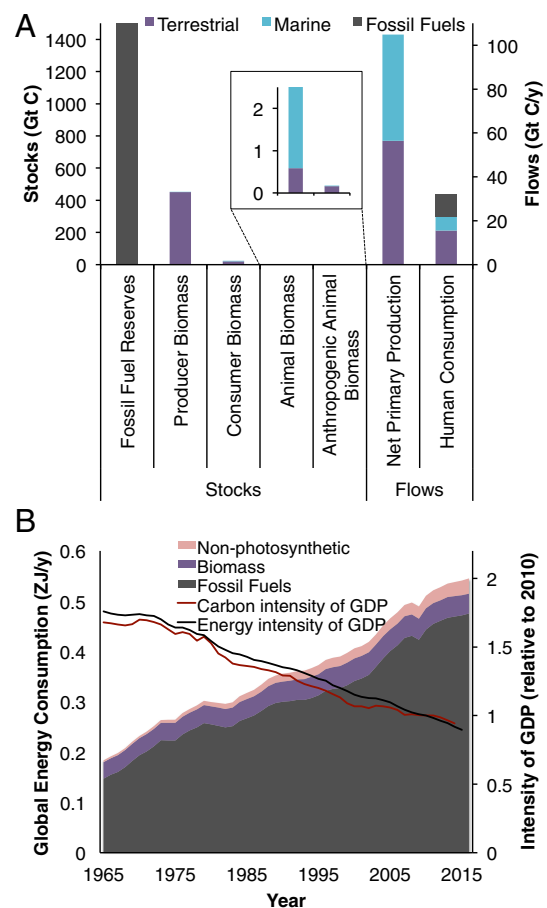 A
Terrestrial Marine Fossil Fuels
Stocks (Gt C)
1400
1200
1000
800
600
400
200
0
2
1
0
Flows (Gt C/y)
100
80
60
40
20
0
Fossil Fuel Reserves
Producer Biomass
Consumer Biomass
Animal Biomass
Anthropogenic Animal
Biomass
Net Primary Production
Human Consumption
Stocks Flows
B
Non-photosynthetic
Biomass
Fossil Fuels
Carbon intensity of GDP
Energy intensity of GDP
Global Energy Consumption (ZJ/y)
0.6
0.5
0.4
0.3
0.2
0.1
0
Intensity of GDP (relative to 2010)
2
1.5
1
0.5
0
1965 1975 1985 1995 2005 2015
Year